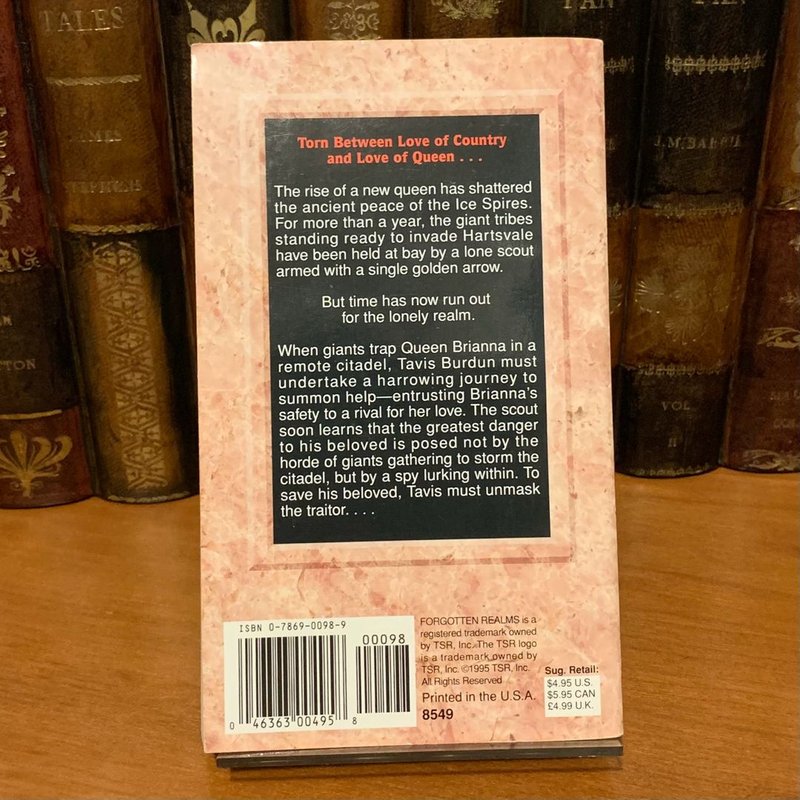 TALES
JAMES
STEPHENS
PAN
J.M. BARRIE
VOL
II
Torn Between Love of Country
and Love of Queen . . .
The rise of a new queen has shattered
the ancient peace of the Ice Spires.
For more than a year, the giant tribes
standing ready to invade Hartsvale
have been held at bay by a lone scout
armed with a single golden arrow.
But time has now run out
for the lonely realm.
When giants trap Queen Brianna in a
remote citadel, Tavis Burdun must
undertake a harrowing journey to
summon help—entrusting Brianna's
safety to a rival for her love. The scout
soon learns that the greatest danger
to his beloved is posed not by the
horde of giants gathering to storm the
citadel, but by a spy lurking within. To
save his beloved, Tavis must unmask
the traitor. . . .
ISBN 0-7869-0098-9
00098
0 46363 00495 8
FORGOTTEN REALMS is a
registered trademark owned
by TSR, Inc. The TSR logo
is a trademark owned by
TSR, Inc. ©1995 TSR, Inc.
All Rights Reserved
Printed in the U.S.A.
8549
Sug. Retail:
$4.95 U.S.
$5.95 CAN
£4.99 U.K.